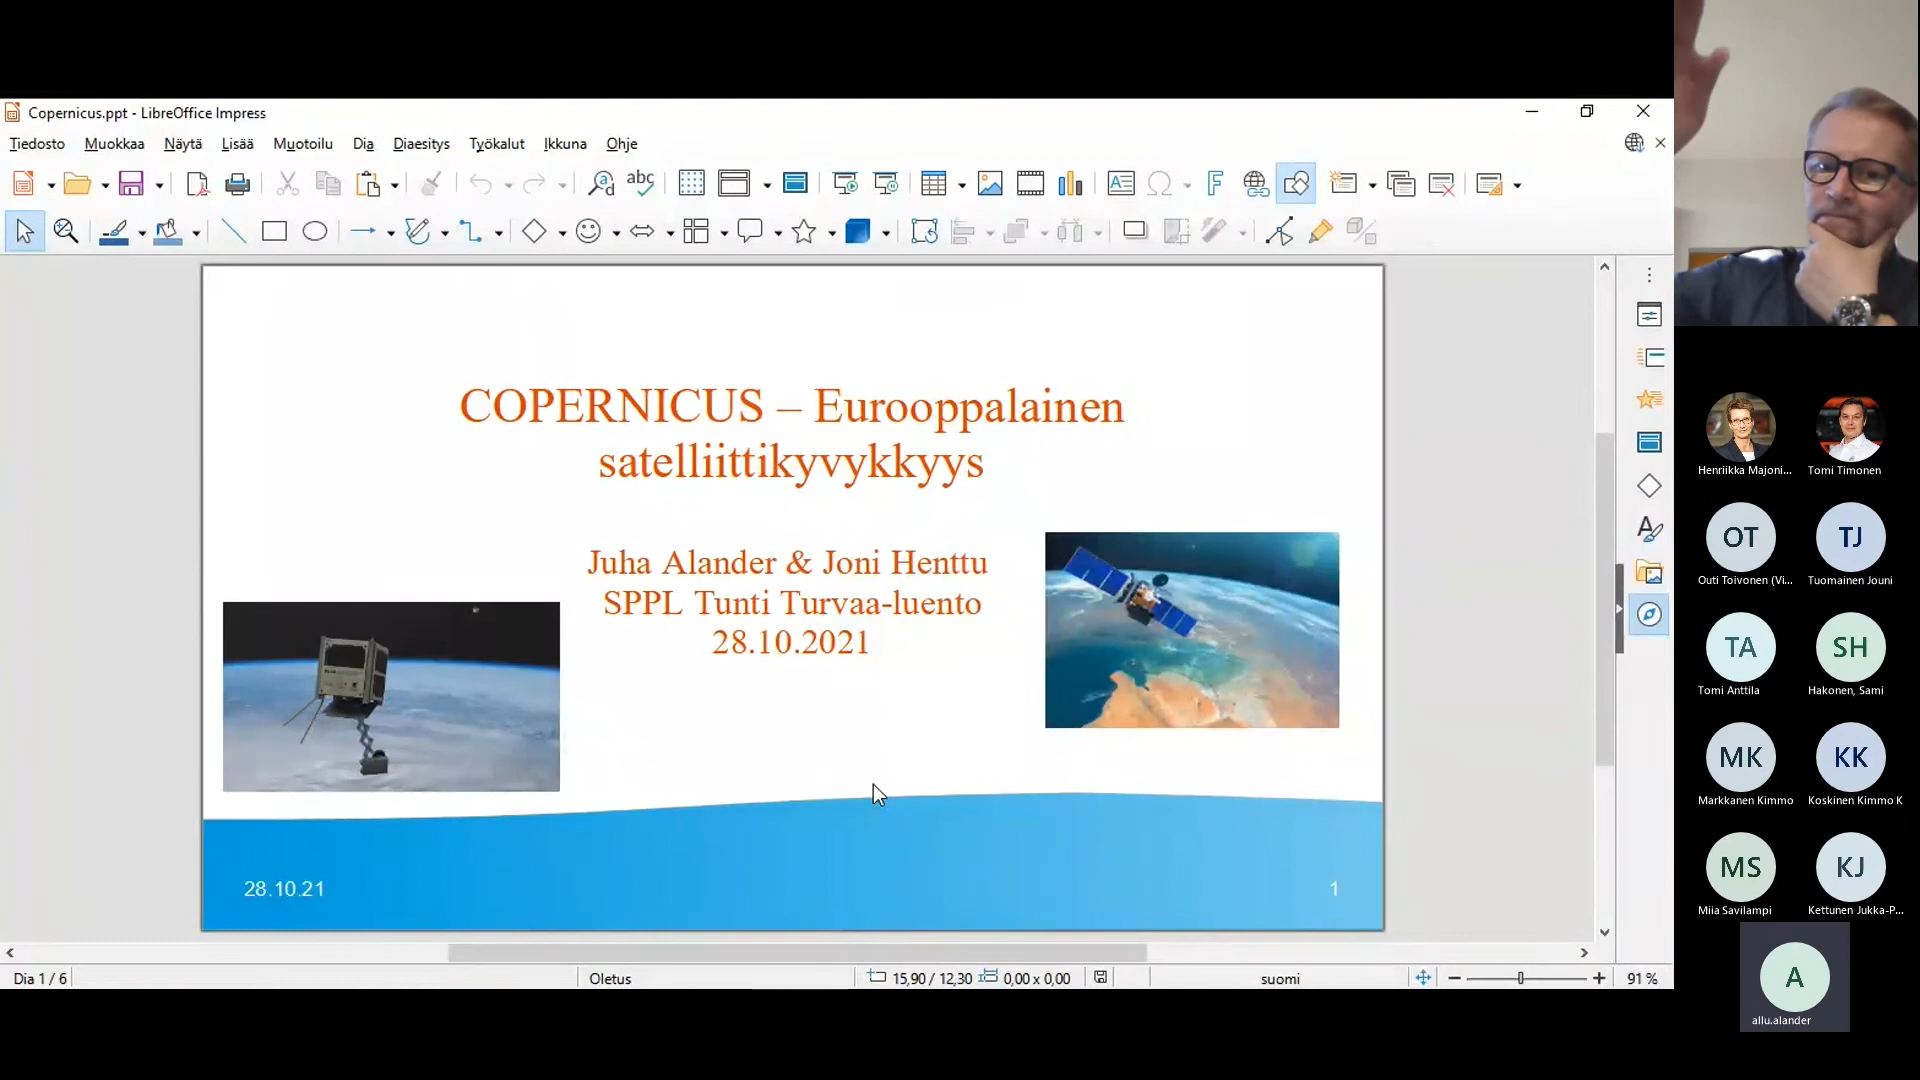 Copernicus.ppt - LibreOffice Impress
Tiedosto Muokkaa Näytä Lisää Muotoilu Dia Diaesitys Työkalut Ikkuna Ohje
COPERNICUS – Eurooppalainen
satelliittikyvykkyys
Juha Alander & Joni Henttu
SPPL Tunti Turvaa-luento
28.10.2021
28.10.21
1
Dia 1 / 6
Oletus
15,90 / 12,30
0,00 x 0,00
suomi
91 %
Henriikka Majoni...
Tomi Timonen
OT
Outi Toivonen (Vi...
TJ
Tuomainen Jouni
TA
Tomi Anttila
SH
Hakonen, Sami
MK
Markkanen Kimmo
KK
Koskinen Kimmo K
MS
Miia Savilampi
KJ
Kettunen Jukka-P...
A
allu.alander